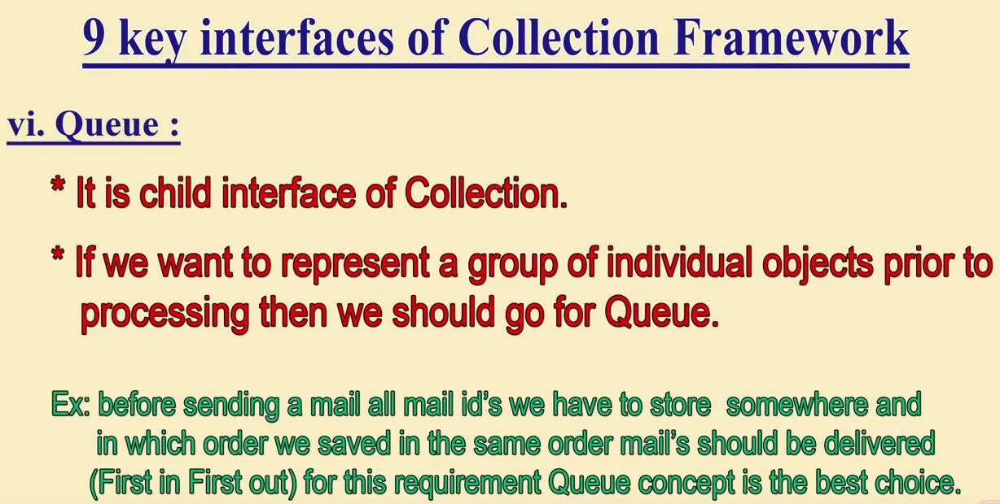 9 key interfaces of Collection Framework
vi. Queue :
* It is child interface of Collection.
* If we want to represent a group of individual objects prior to
processing then we should go for Queue.
Ex: before sending a mail all mail id's we have to store somewhere and
in which order we saved in the same order mail's should be delivered
(First in First out) for this requirement Queue concept is the best choice.